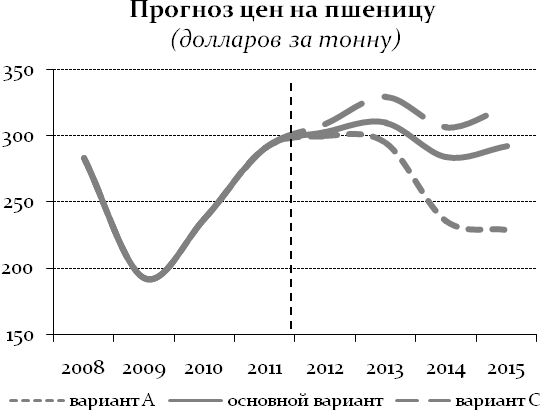 Прогноз цен на пшеницу
(долларов за тонну)
350
300
250
200
150
2008 2009 2010 2011 2012 2013 2014 2015
вариант А основной вариант вариант С